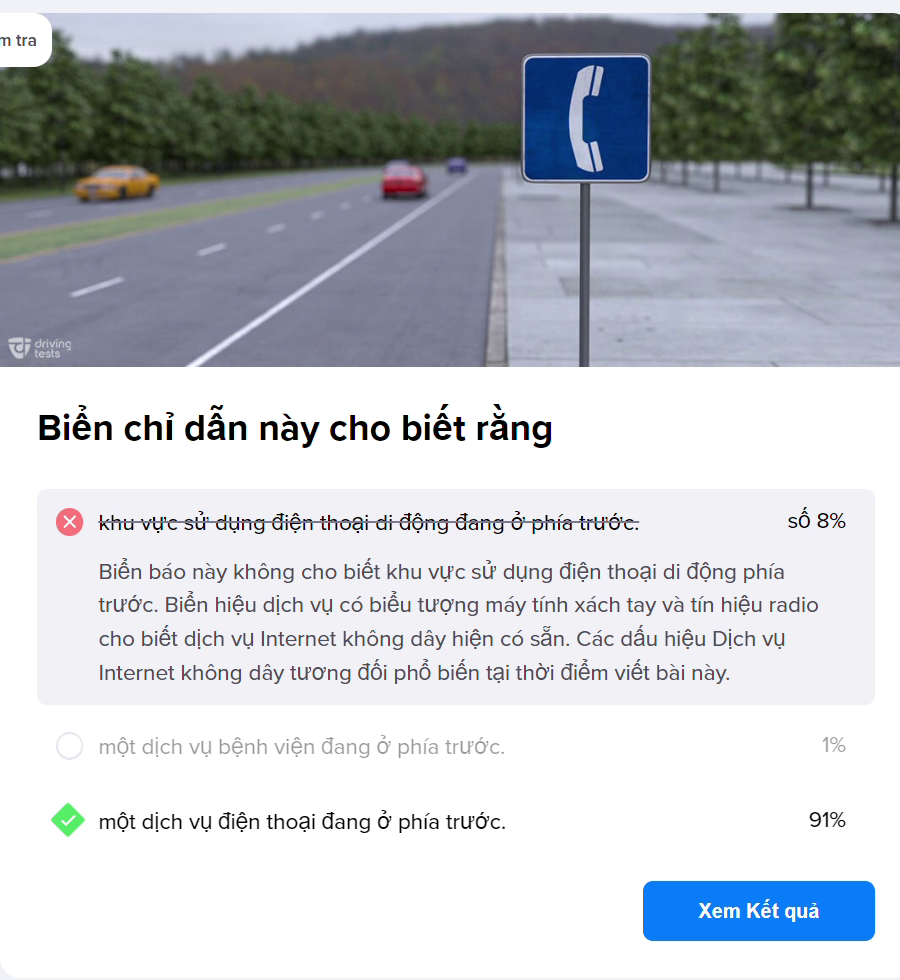 m tra
driving
tests
Biển chỉ dẫn này cho biết rằng
khu vực sử dụng điện thoại di động đang ở phía trước.
số 8%
Biển báo này không cho biết khu vực sử dụng điện thoại di động phía
trước. Biển hiệu dịch vụ có biểu tượng máy tính xách tay và tín hiệu radio
cho biết dịch vụ Internet không dây hiện có sẵn. Các dấu hiệu Dịch vụ
Internet không dây tương đối phổ biến tại thời điểm viết bài này.
một dịch vụ bệnh viện đang ở phía trước.
1%
một dịch vụ điện thoại đang ở phía trước.
91%
Xem Kết quả